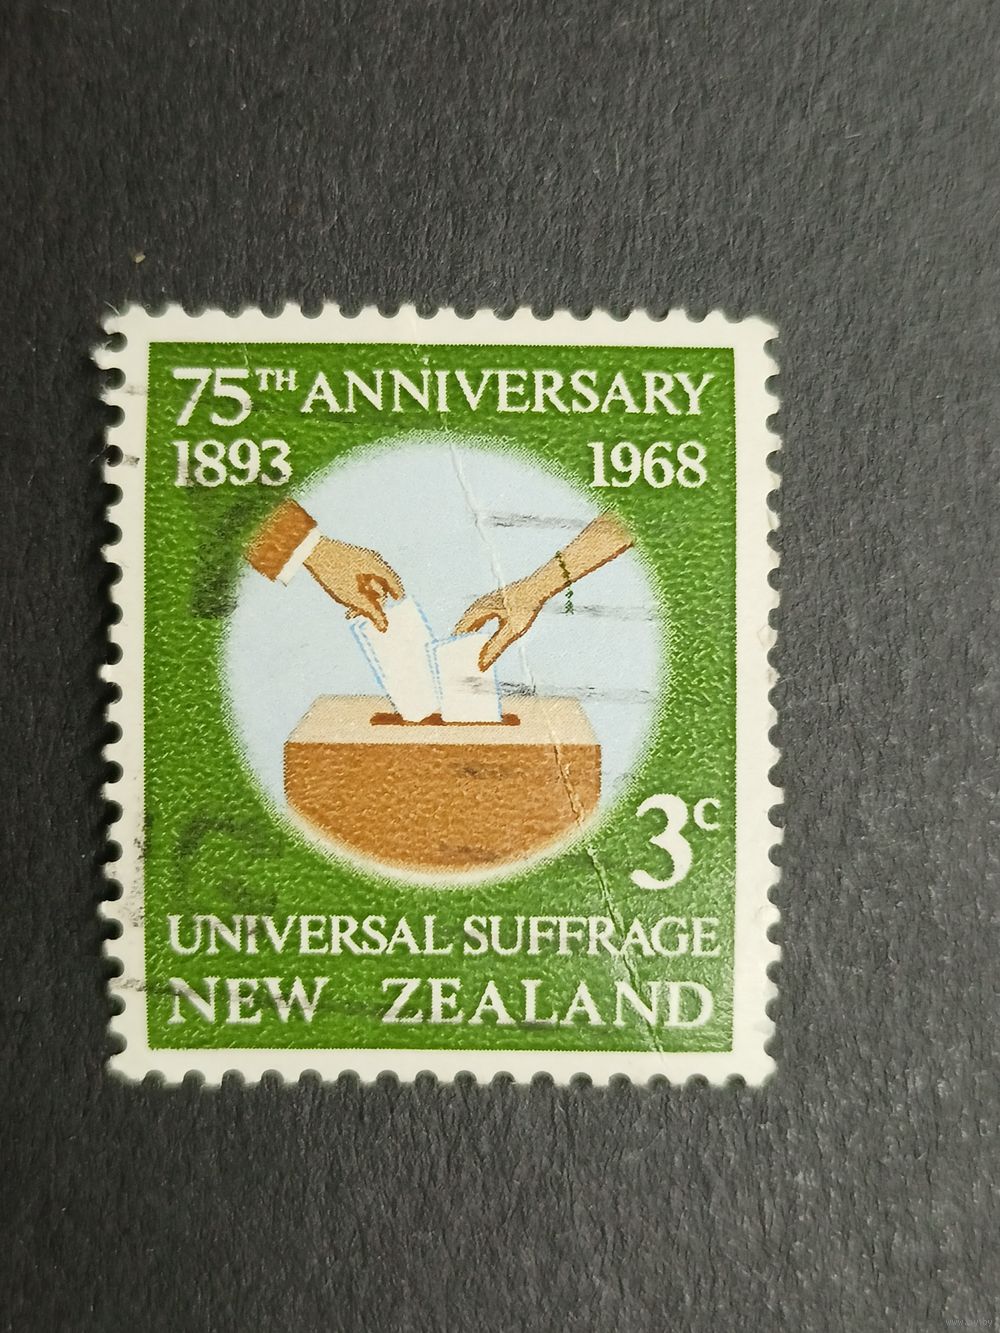 75TH ANNIVERSARY
1893 1968
3c
UNIVERSAL SUFFRAGE
NEW ZEALAND